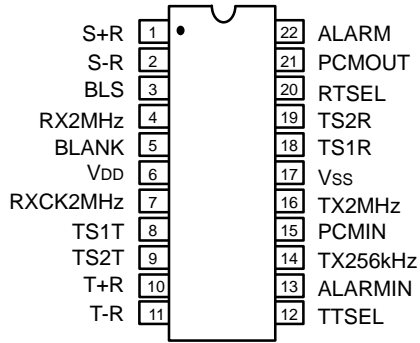 S+R 1 22 ALARM
S-R 2 21 PCMOUT
BLS 3 20 RTSEL
RX2MHz 4 19 TS2R
BLANK 5 18 TS1R
VDD 6 17 Vss
RXCK2MHz 7 16 TX2MHz
TS1T 8 15 PCMIN
TS2T 9 14 TX256kHz
T+R 10 13 ALARMIN
T-R 11 12 TTSEL